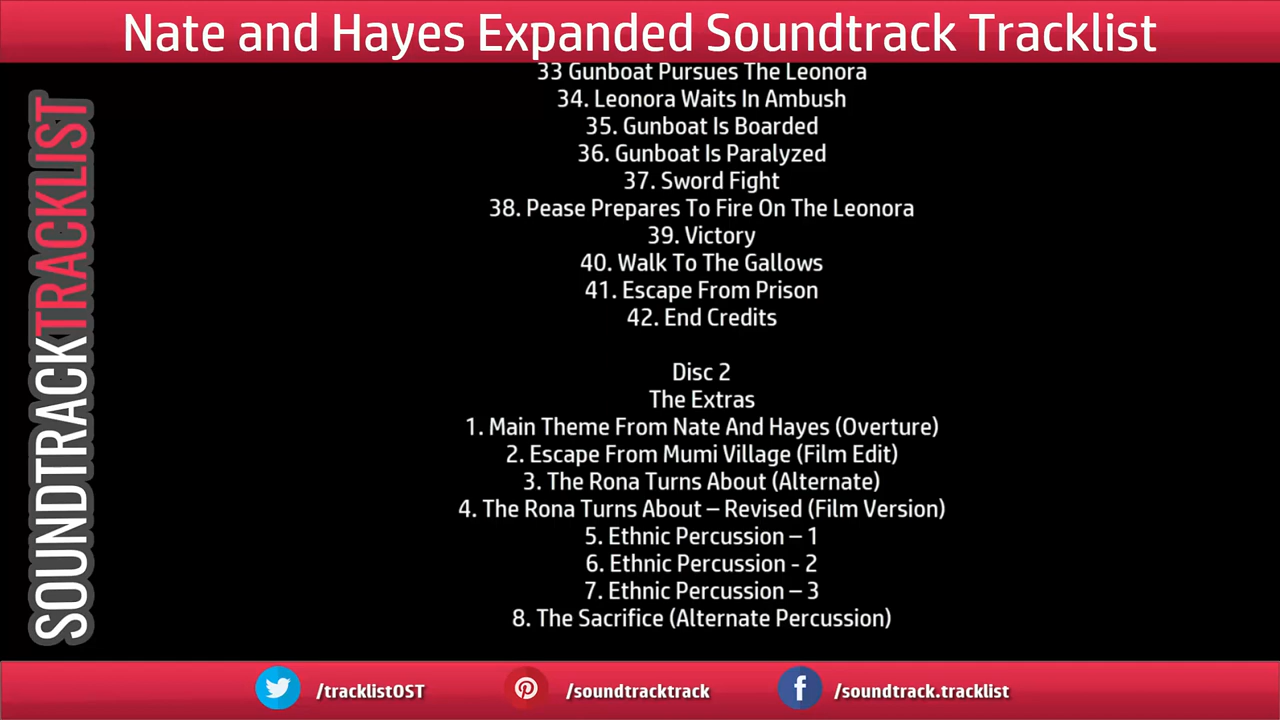 Nate and Hayes Expanded Soundtrack Tracklist
33 Gunboat Pursues The Leonora
34. Leonora Waits In Ambush
35. Gunboat Is Boarded
36. Gunboat Is Paralyzed
37. Sword Fight
38. Pease Prepares To Fire On The Leonora
39. Victory
40. Walk To The Gallows
41. Escape From Prison
42. End Credits
Disc 2
The Extras
1. Main Theme From Nate And Hayes (Overture)
2. Escape From Mumi Village (Film Edit)
3. The Rona Turns About (Alternate)
4. The Rona Turns About – Revised (Film Version)
5. Ethnic Percussion – 1
6. Ethnic Percussion - 2
7. Ethnic Percussion – 3
8. The Sacrifice (Alternate Percussion)
SOUNDTRACKTRACKLIST
/tracklistOST
/soundtracktrack
/soundtrack.tracklist